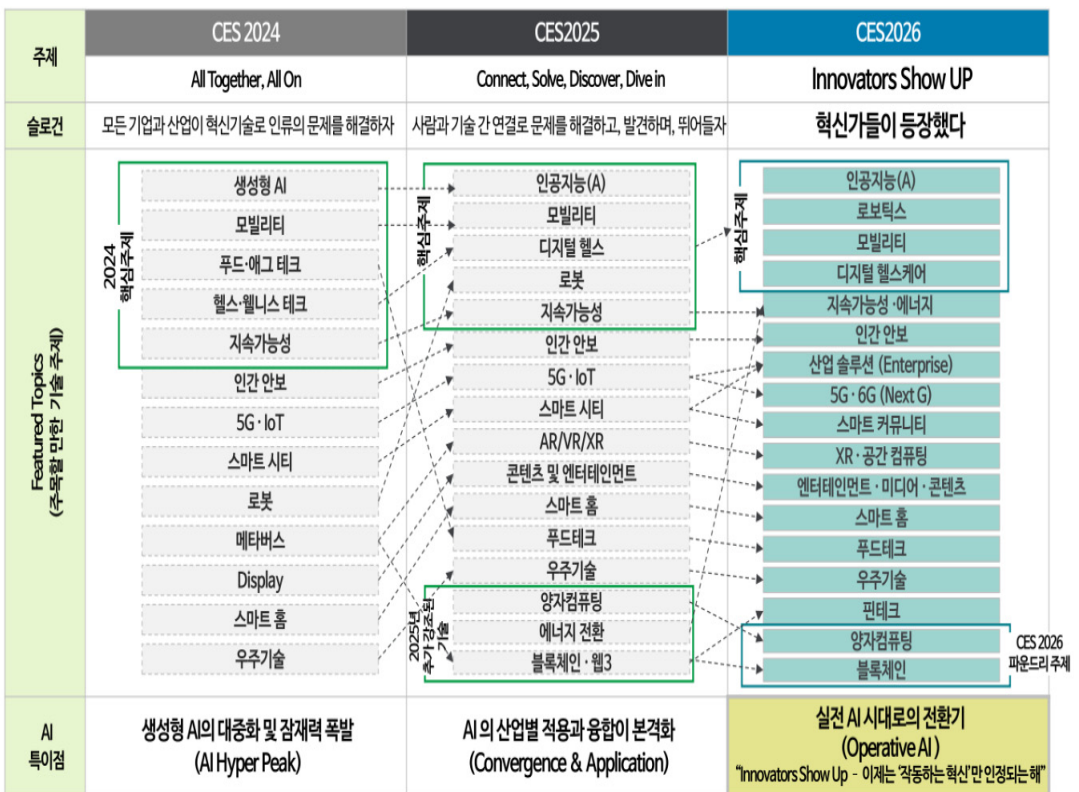 주제
CES 2024
CES2025
CES2026
All Together, All On
Connect, Solve, Discover, Dive in
Innovators Show UP
슬로건
모든 기업과 산업이 혁신기술로 인류의 문제를 해결하자
사람과 기술 간 연결로 문제를 해결하고, 발견하며, 뛰어들자
혁신가들이 등장했다
Featured Topics
(주목할 만한 기술 주제)
2024
핵심주제
생성형 AI
모빌리티
푸드·애그 테크
헬스·웰니스 테크
지속가능성
인간 안보
5G · IoT
스마트 시티
로봇
메타버스
Display
스마트 홈
우주기술
핵심주제
인공지능(A)
모빌리티
디지털 헬스
로봇
지속가능성
인간 안보
5G · IoT
스마트 시티
AR/VR/XR
콘텐츠 및 엔터테인먼트
스마트 홈
푸드테크
우주기술
2025년
추가 강조된
기술
양자컴퓨팅
에너지 전환
블록체인 · 웹3
핵심주제
인공지능(A)
로보틱스
모빌리티
디지털 헬스케어
지속가능성 ·에너지
인간 안보
산업 솔루션 (Enterprise)
5G · 6G (Next G)
스마트 커뮤니티
XR · 공간 컴퓨팅
엔터테인먼트 · 미디어 · 콘텐츠
스마트 홈
푸드테크
우주기술
핀테크
양자컴퓨팅
블록체인
CES 2026
파운드리 주제
AI
특이점
생성형 AI의 대중화 및 잠재력 폭발
(AI Hyper Peak)
AI 의 산업별 적용과 융합이 본격화
(Convergence & Application)
실전 AI 시대로의 전환기
(Operative AI )
“Innovators Show Up - 이제는 ‘작동하는 혁신’만 인정되는 해”